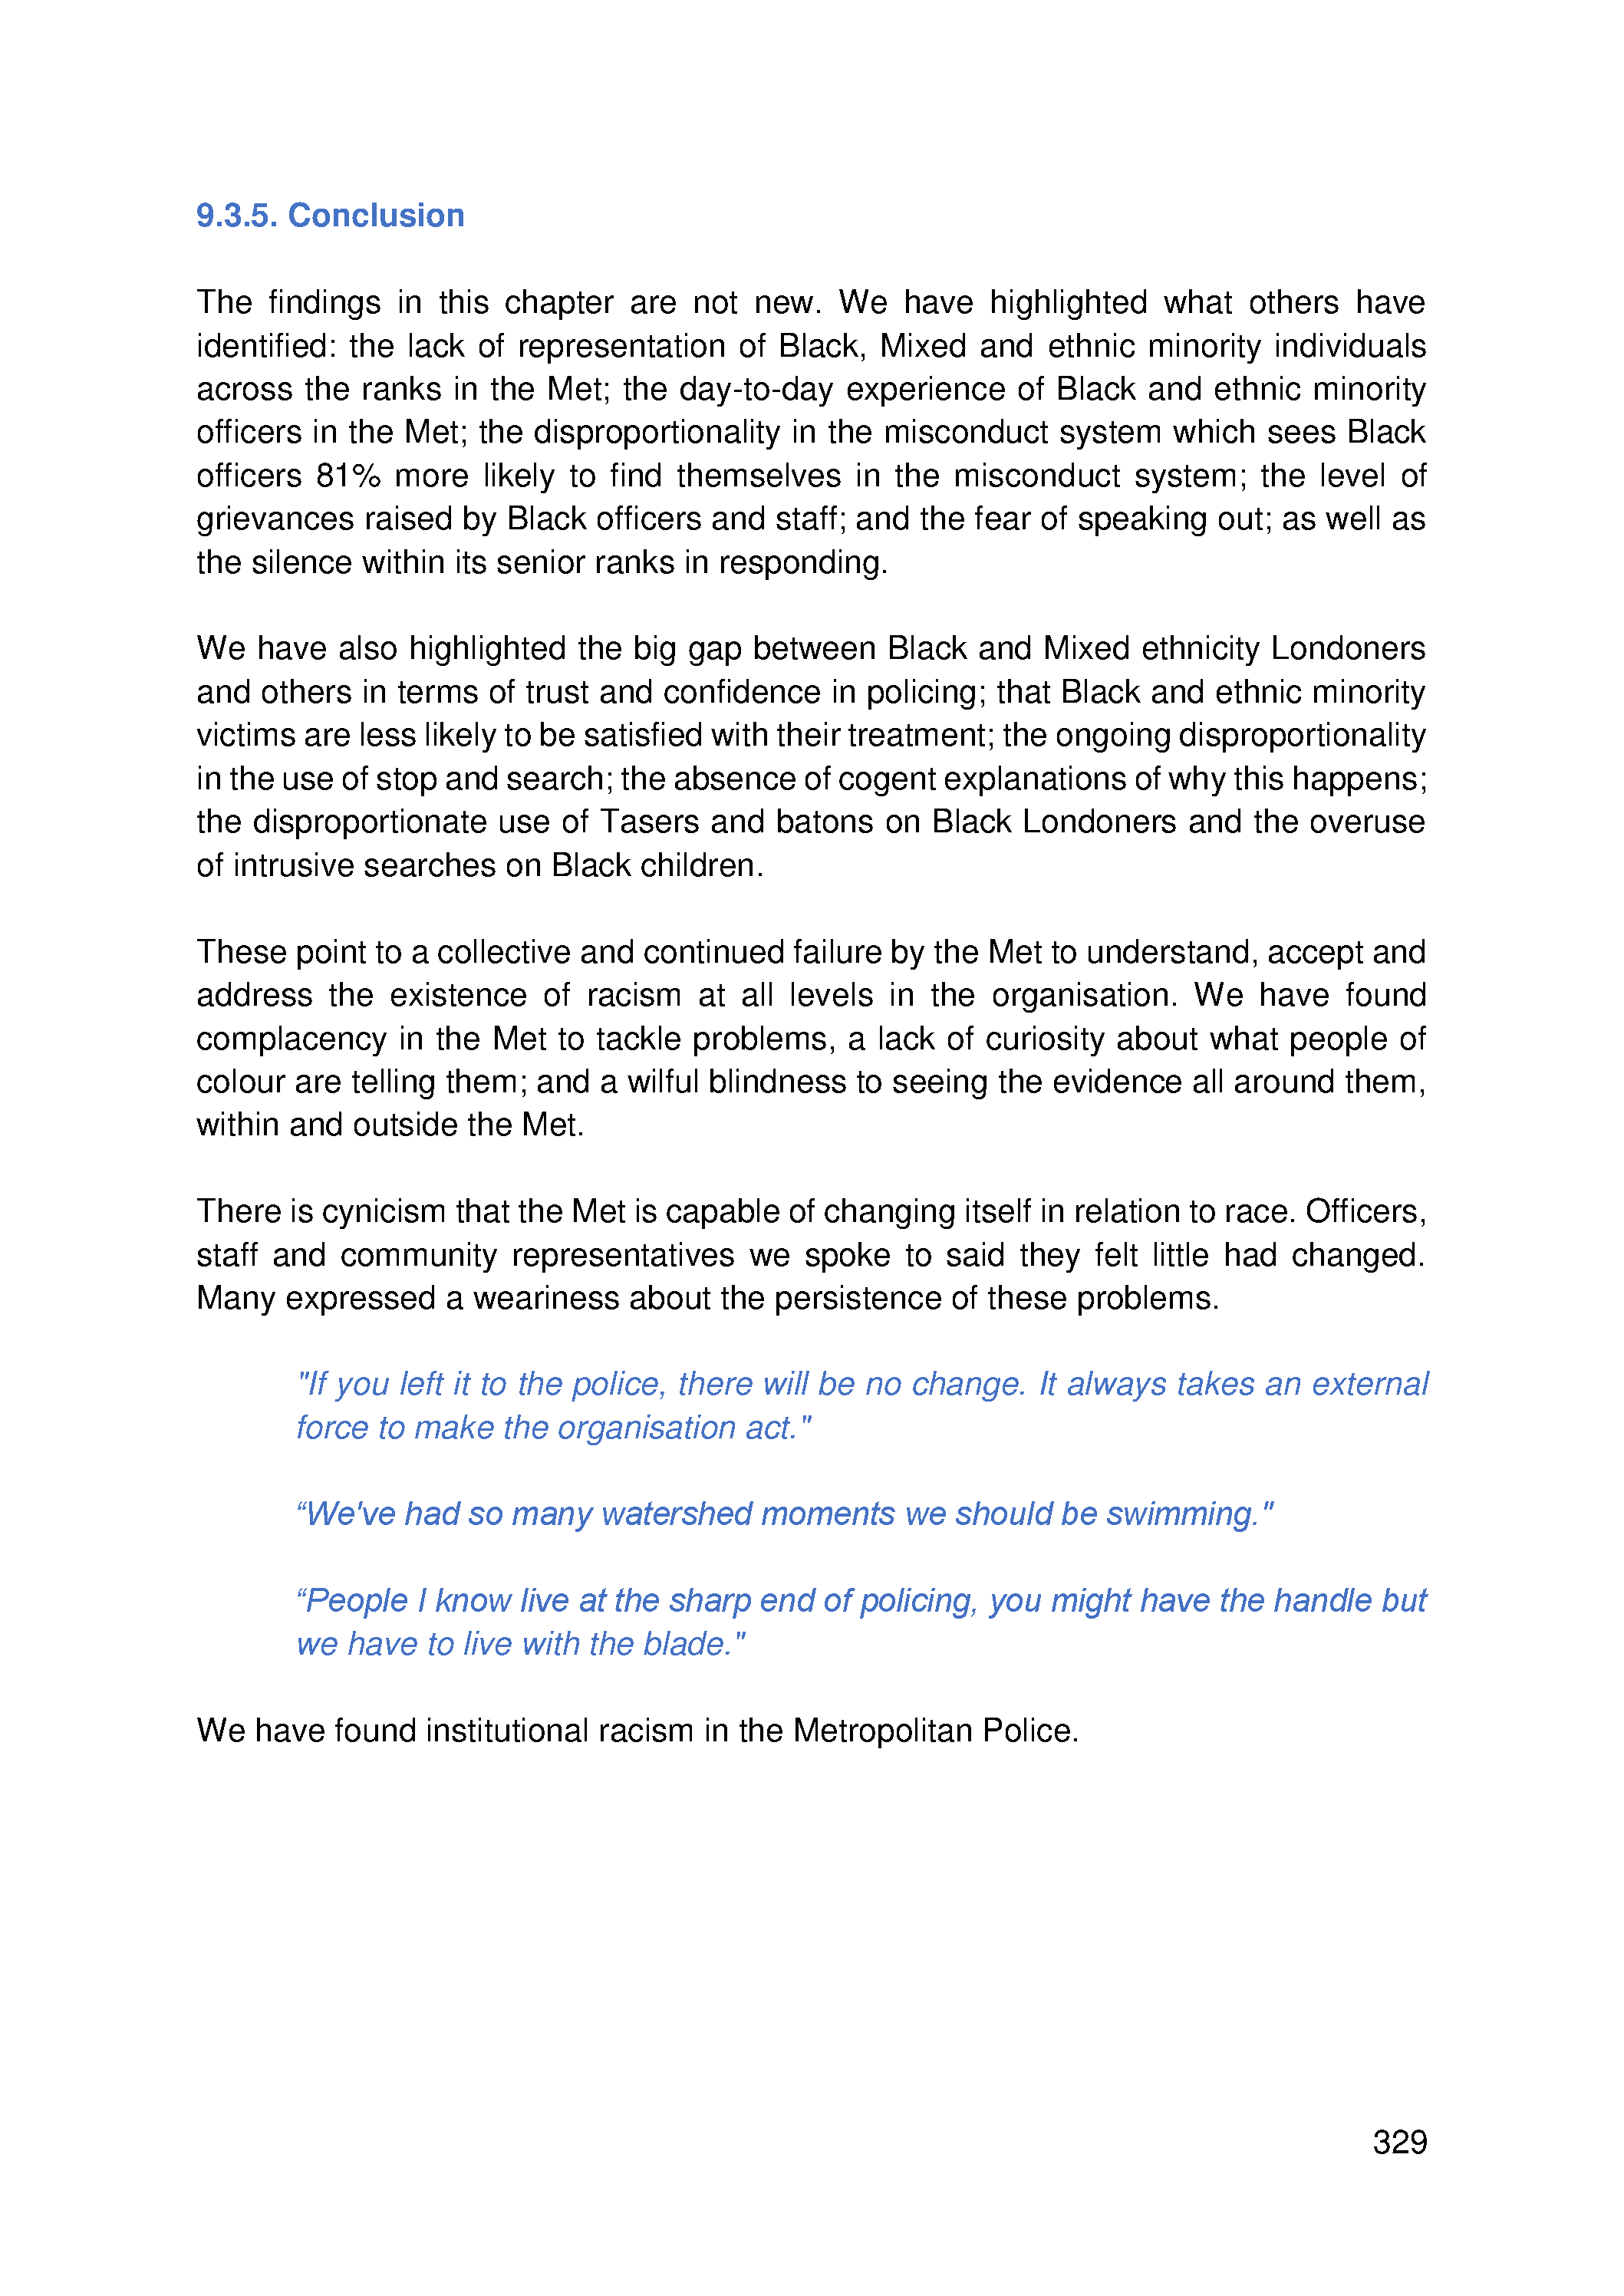 9.3.5. Conclusion
The findings in this chapter are not new. We have highlighted what others have
identified: the lack of representation of Black, Mixed and ethnic minority individuals
across the ranks in the Met; the day-to-day experience of Black and ethnic minority
officers in the Met; the disproportionality in the misconduct system which sees Black
officers 81% more likely to find themselves in the misconduct system; the level of
grievances raised by Black officers and staff; and the fear of speaking out; as well as
the silence within its senior ranks in responding.
We have also highlighted the big gap between Black and Mixed ethnicity Londoners
and others in terms of trust and confidence in policing; that Black and ethnic minority
victims are less likely to be satisfied with their treatment; the ongoing disproportionality
in the use of stop and search; the absence of cogent explanations of why this happens;
the disproportionate use of Tasers and batons on Black Londoners and the overuse
of intrusive searches on Black children.
These point to a collective and continued failure by the Met to understand, accept and
address the existence of racism at all levels in the organisation. We have found
complacency in the Met to tackle problems, a lack of curiosity about what people of
colour are telling them; and a wilful blindness to seeing the evidence all around them,
within and outside the Met.
There is cynicism that the Met is capable of changing itself in relation to race. Officers,
staff and community representatives we spoke to said they felt little had changed.
Many expressed a weariness about the persistence of these problems.
"If you left it to the police, there will be no change. It always takes an external
force to make the organisation act."
“We've had so many watershed moments we should be swimming."
“People I know live at the sharp end of policing, you might have the handle but
we have to live with the blade."
We have found institutional racism in the Metropolitan Police.
329